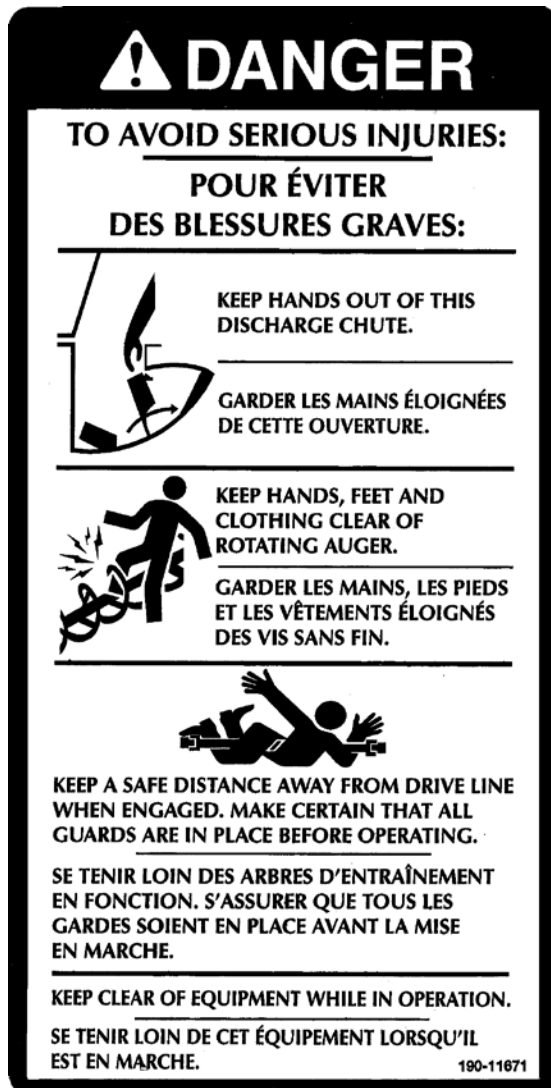 DANGER
TO AVOID SERIOUS INJURIES:
POUR ÉVITER
DES BLESSURES GRAVES:
KEEP HANDS OUT OF THIS
DISCHARGE CHUTE.
GARDER LES MAINS ÉLOIGNÉES
DE CETTE OUVERTURE.
KEEP HANDS, FEET AND
CLOTHING CLEAR OF
ROTATING AUGER.
GARDER LES MAINS, LES PIEDS
ET LES VÊTEMENTS ÉLOIGNÉS
DES VIS SANS FIN.
KEEP A SAFE DISTANCE AWAY FROM DRIVE LINE
WHEN ENGAGED. MAKE CERTAIN THAT ALL
GUARDS ARE IN PLACE BEFORE OPERATING.
SE TENIR LOIN DES ARBRES D'ENTRAÎNEMENT
EN FONCTION. S'ASSURER QUE TOUS LES
GARDES SOIENT EN PLACE AVANT LA MISE
EN MARCHE.
KEEP CLEAR OF EQUIPMENT WHILE IN OPERATION.
SE TENIR LOIN DE CET ÉQUIPEMENT LORSQU'IL
EST EN MARCHE.
190-11671